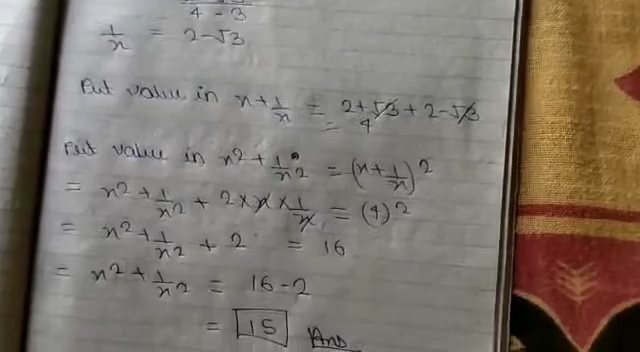 4 - 3
1/x = 2-√3
Put value in x + 1/x = 2+√3 + 2-√3
= 4
Put value in x² + 1/x² = (x + 1/x)²
= x² + 1/x² + 2 × x × 1/x = (4)²
= x² + 1/x² + 2 = 16
= x² + 1/x² = 16-2
= 15 Ans